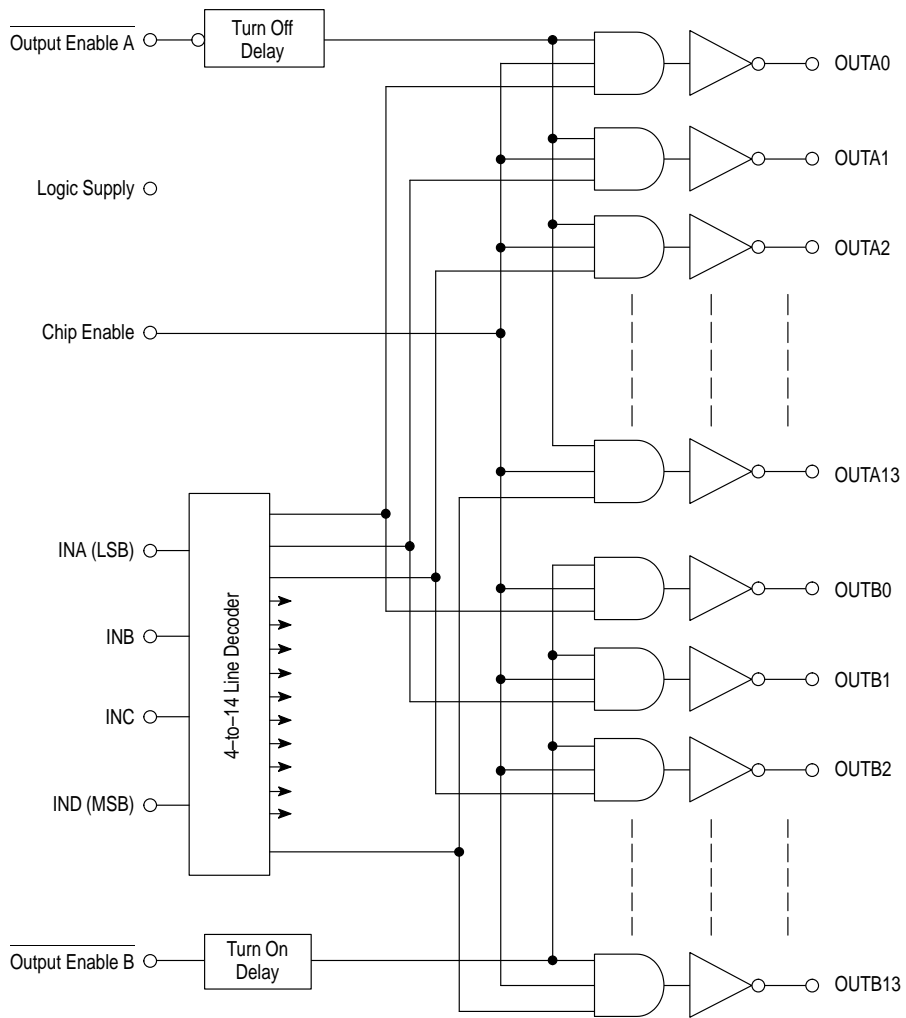 Output Enable A
Turn Off
Delay
OUTA0
OUTA1
Logic Supply
OUTA2
Chip Enable
OUTA13
INA (LSB)
INB
INC
IND (MSB)
4–to–14 Line Decoder
OUTB0
OUTB1
OUTB2
Output Enable B
Turn On
Delay
OUTB13